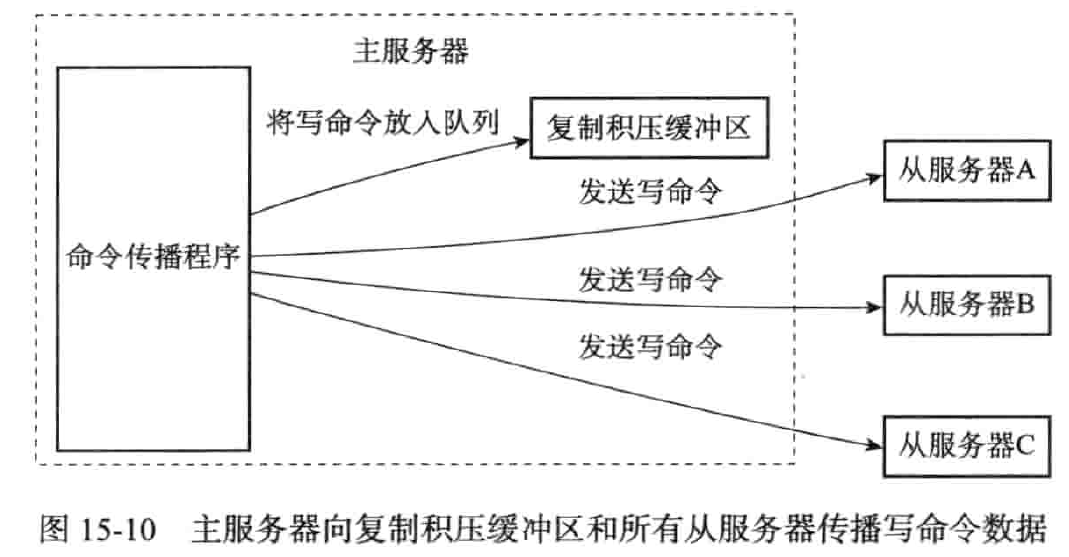 主服务器
将写命令放入队列
复制积压缓冲区
发送写命令
从服务器A
命令传播程序
发送写命令
从服务器B
发送写命令
从服务器C
图 15-10 主服务器向复制积压缓冲区和所有从服务器传播写命令数据